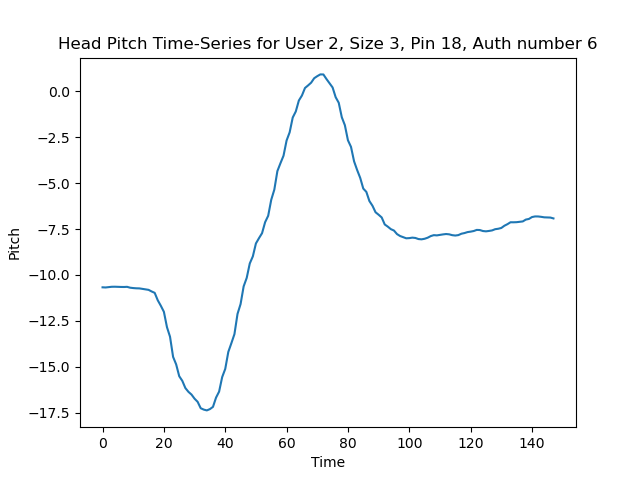 Head Pitch Time-Series for User 2, Size 3, Pin 18, Auth number 6
Pitch
0.0
−2.5
−5.0
−7.5
−10.0
−12.5
−15.0
−17.5
0 20 40 60 80 100 120 140
Time